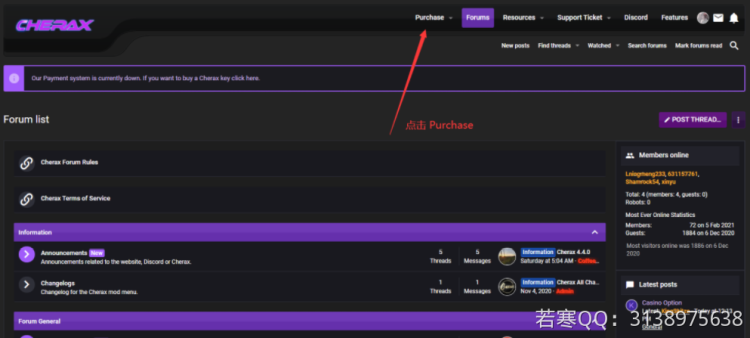 CHERAX
Purchase Forums Resources Support Ticket Discord Features
New posts Find threads Watched Search forums Mark forums read
Our Payment system is currently down. If you want to buy a Cherax key click here.
点击 Purchase
Forum list
POST THREAD...
Cherax Forum Rules
Cherax Terms of Service
Information
Announcements New
Announcements related to the website, Discord or Cherax.
5 Threads
5 Messages
Information Cherax 4.4.0
Saturday at 5:04 AM ·
Changelogs
Changelog for the Cherax mod menu.
1 Threads
1 Messages
Information Cherax All Cha...
Nov 4, 2020 · Admin
Forum General
Members online
631157261,
Shamrock54, xinyu
Total: 4 (members: 4, guests: 0)
Robots: 0
Most Ever Online Statistics
Members: 72 on 5 Feb 2021
Guests: 1884 on 6 Dec 2020
Most visitors online was 1886 on 6 Dec
2020
Latest posts
Casino Option
General
若寒QQ：3138975638